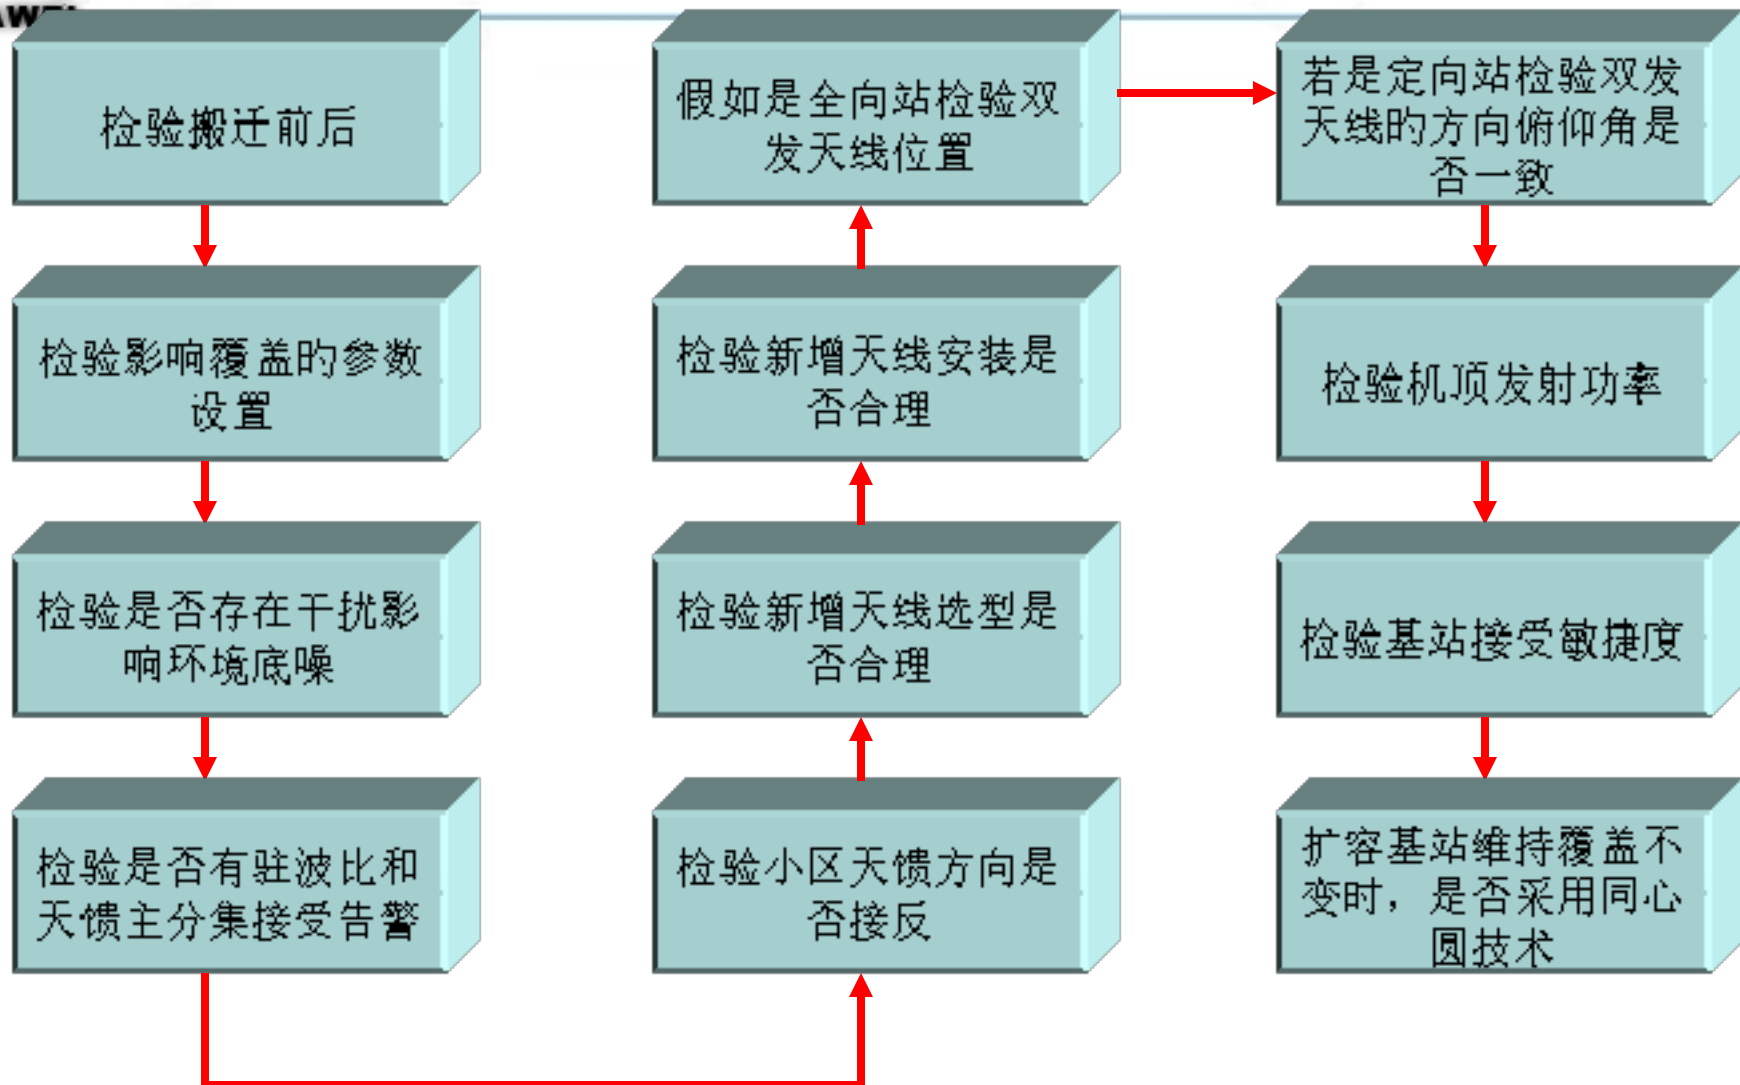 检验搬迁前后
检验影响覆盖旳参数
设置
检验是否存在干扰影
响环境底噪
检验是否有驻波比和
天馈主分集接受告警
检验小区天馈方向是
否接反
检验新增天线选型是
否合理
检验新增天线安装是
否合理
假如是全向站检验双
发天线位置
若是定向站检验双发
天线旳方向俯仰角是
否一致
检验机顶发射功率
检验基站接受敏捷度
扩容基站维持覆盖不
变时，是否采用同心
圆技术